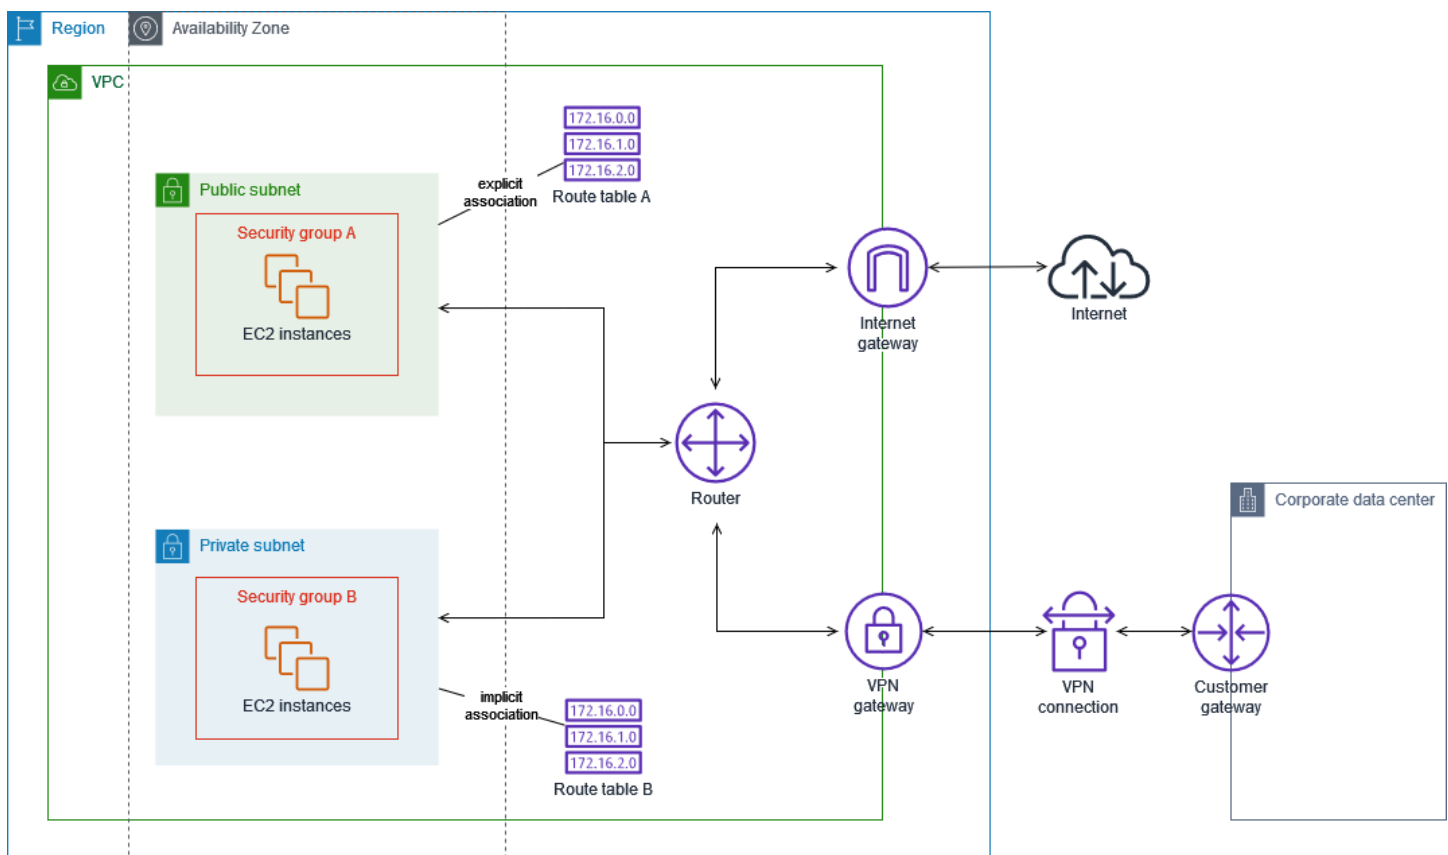 Region
Availability Zone
VPC
172.16.0.0
172.16.1.0
172.16.2.0
Route table A
explicit
association
Public subnet
Security group A
EC2 instances
Internet
gateway
Internet
Router
Corporate data center
Private subnet
Security group B
EC2 instances
implicit
association
172.16.0.0
172.16.1.0
172.16.2.0
Route table B
VPN
gateway
VPN
connection
Customer
gateway